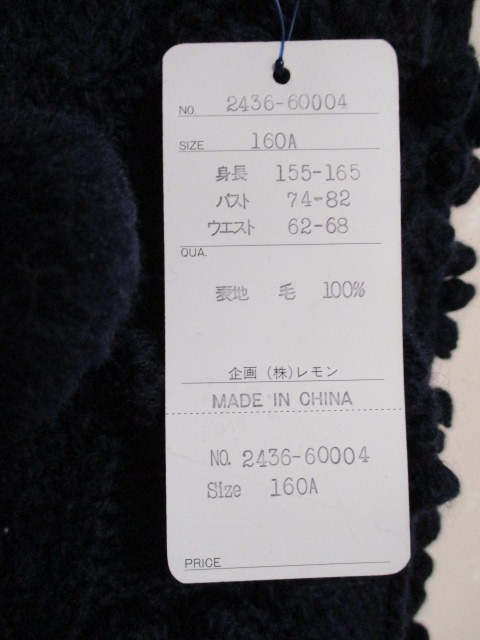 NO. 2436-60004
SIZE 160A
身長 155-165
バスト 74-82
ウエスト 62-68
QUA.
表地 毛 100%
企画 (株)レモン
MADE IN CHINA
NO. 2436-60004
Size 160A
PRICE